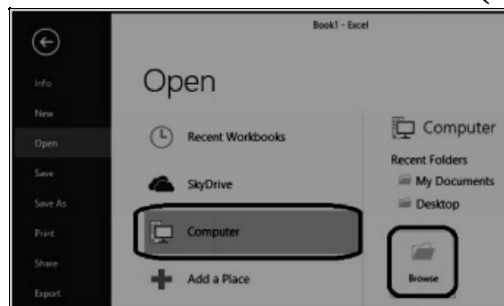 Book1 - Excel
Open
Info
New
Open
Save
Save As
Print
Share
Export
Recent Workbooks
SkyDrive
Computer
Add a Place
Computer
Recent Folders
My Documents
Desktop
Browse